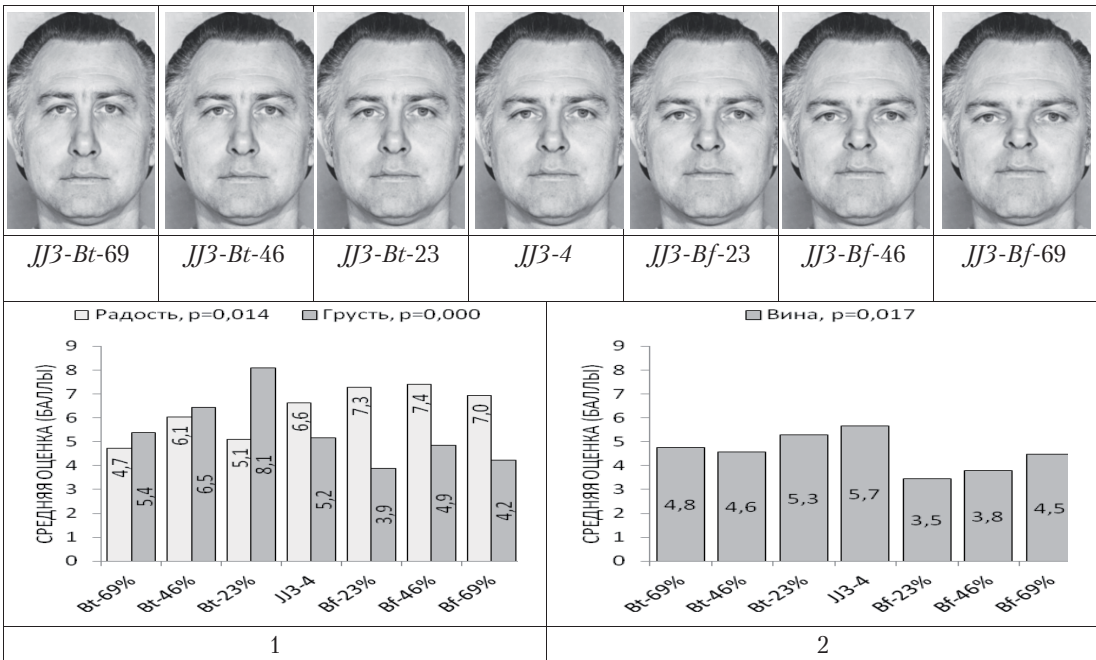 JJ3-Bt-69 JJ3-Bt-46 JJ3-Bt-23 JJ3-4 JJ3-Bf-23 JJ3-Bf-46 JJ3-Bf-69
Радость, p=0,014 Грусть, p=0,000
СРЕДНЯЯ ОЦЕНКА (БАЛЛЫ)
9
8
7
6
5
4
3
2
1
0
4,7 5,4 6,1 6,5 5,1 8,1 6,6 5,2 7,3 3,9 7,4 4,9 7,0 4,2
Bt-69% Bt-46% Bt-23% JJ3-4 Bf-23% Bf-46% Bf-69%
1
Вина, p=0,017
СРЕДНЯЯ ОЦЕНКА (БАЛЛЫ)
9
8
7
6
5
4
3
2
1
0
4,8 4,6 5,3 5,7 3,5 3,8 4,5
Bt-69% Bt-46% Bt-23% JJ3-4 Bf-23% Bf-46% Bf-69%
2